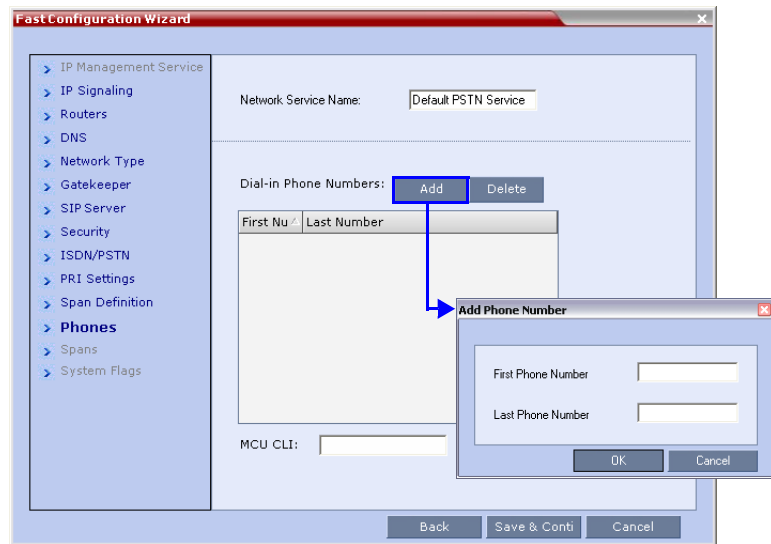 Fast Configuration Wizard
IP Management Service
IP Signaling
Routers
DNS
Network Type
Gatekeeper
SIP Server
Security
ISDN/PSTN
PRI Settings
Span Definition
Phones
Spans
System Flags
Network Service Name: Default PSTN Service
Dial-in Phone Numbers: Add Delete
First Nu Last Number
MCU CLI:
Add Phone Number
First Phone Number
Last Phone Number
OK Cancel
Back Save & Conti Cancel